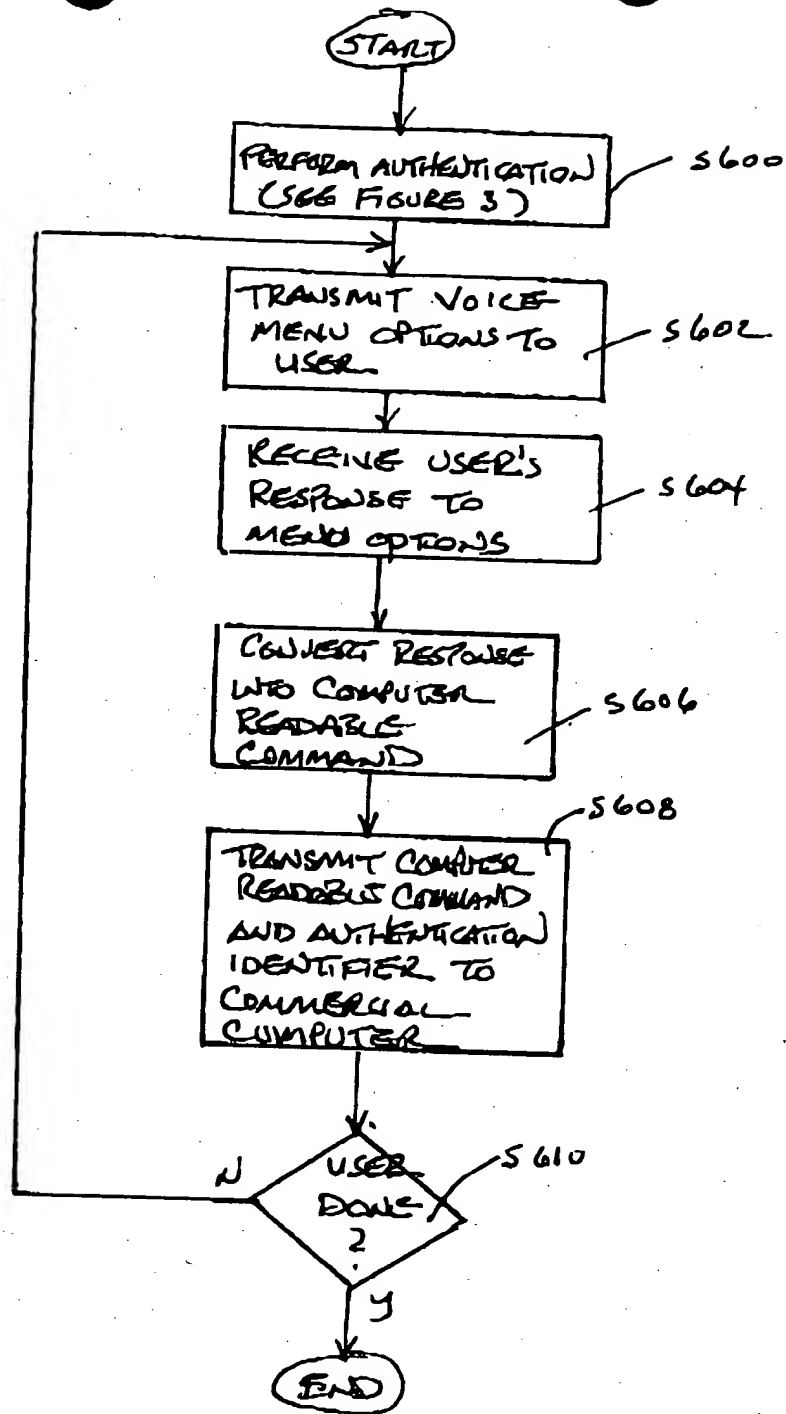 START
PERFORM AUTHENTICATION
(SEE FIGURE 3)
S600
TRANSMIT VOICE
MENU OPTIONS TO
USER
S602
RECEIVE USER'S
RESPONSE TO
MENU OPTIONS
S604
CONVERT RESPONSE
INTO COMPUTER
READABLE
COMMAND
S606
S608
TRANSMIT COMPUTER
READABLE COMMAND
AND AUTHENTICATION
IDENTIFIER TO
COMMERCIAL
COMPUTER
N
USER
DONE
?
S610
Y
END